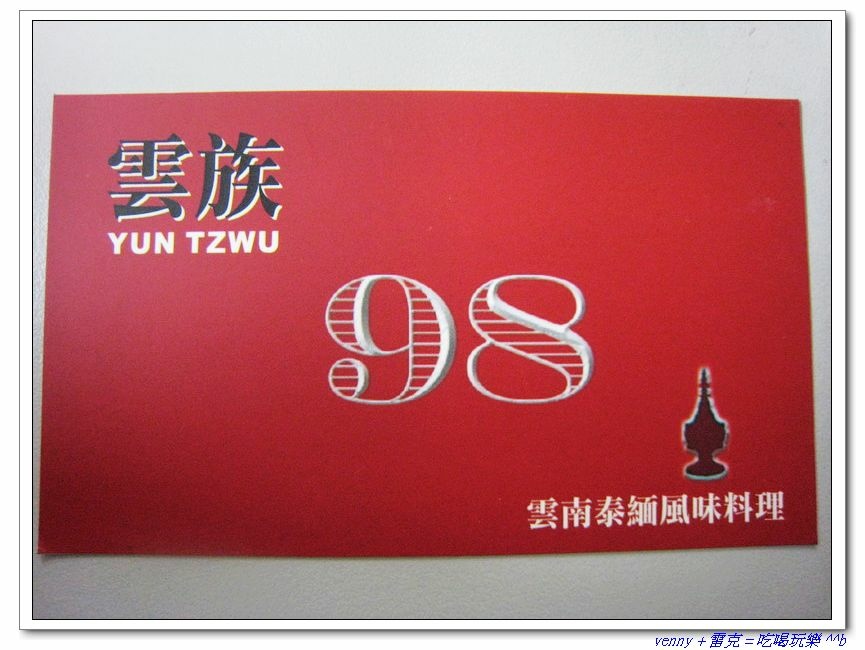 雲族
YUN TZWU
98
雲南泰緬風味料理
venny + 雷克 = 吃喝玩樂 ^^b